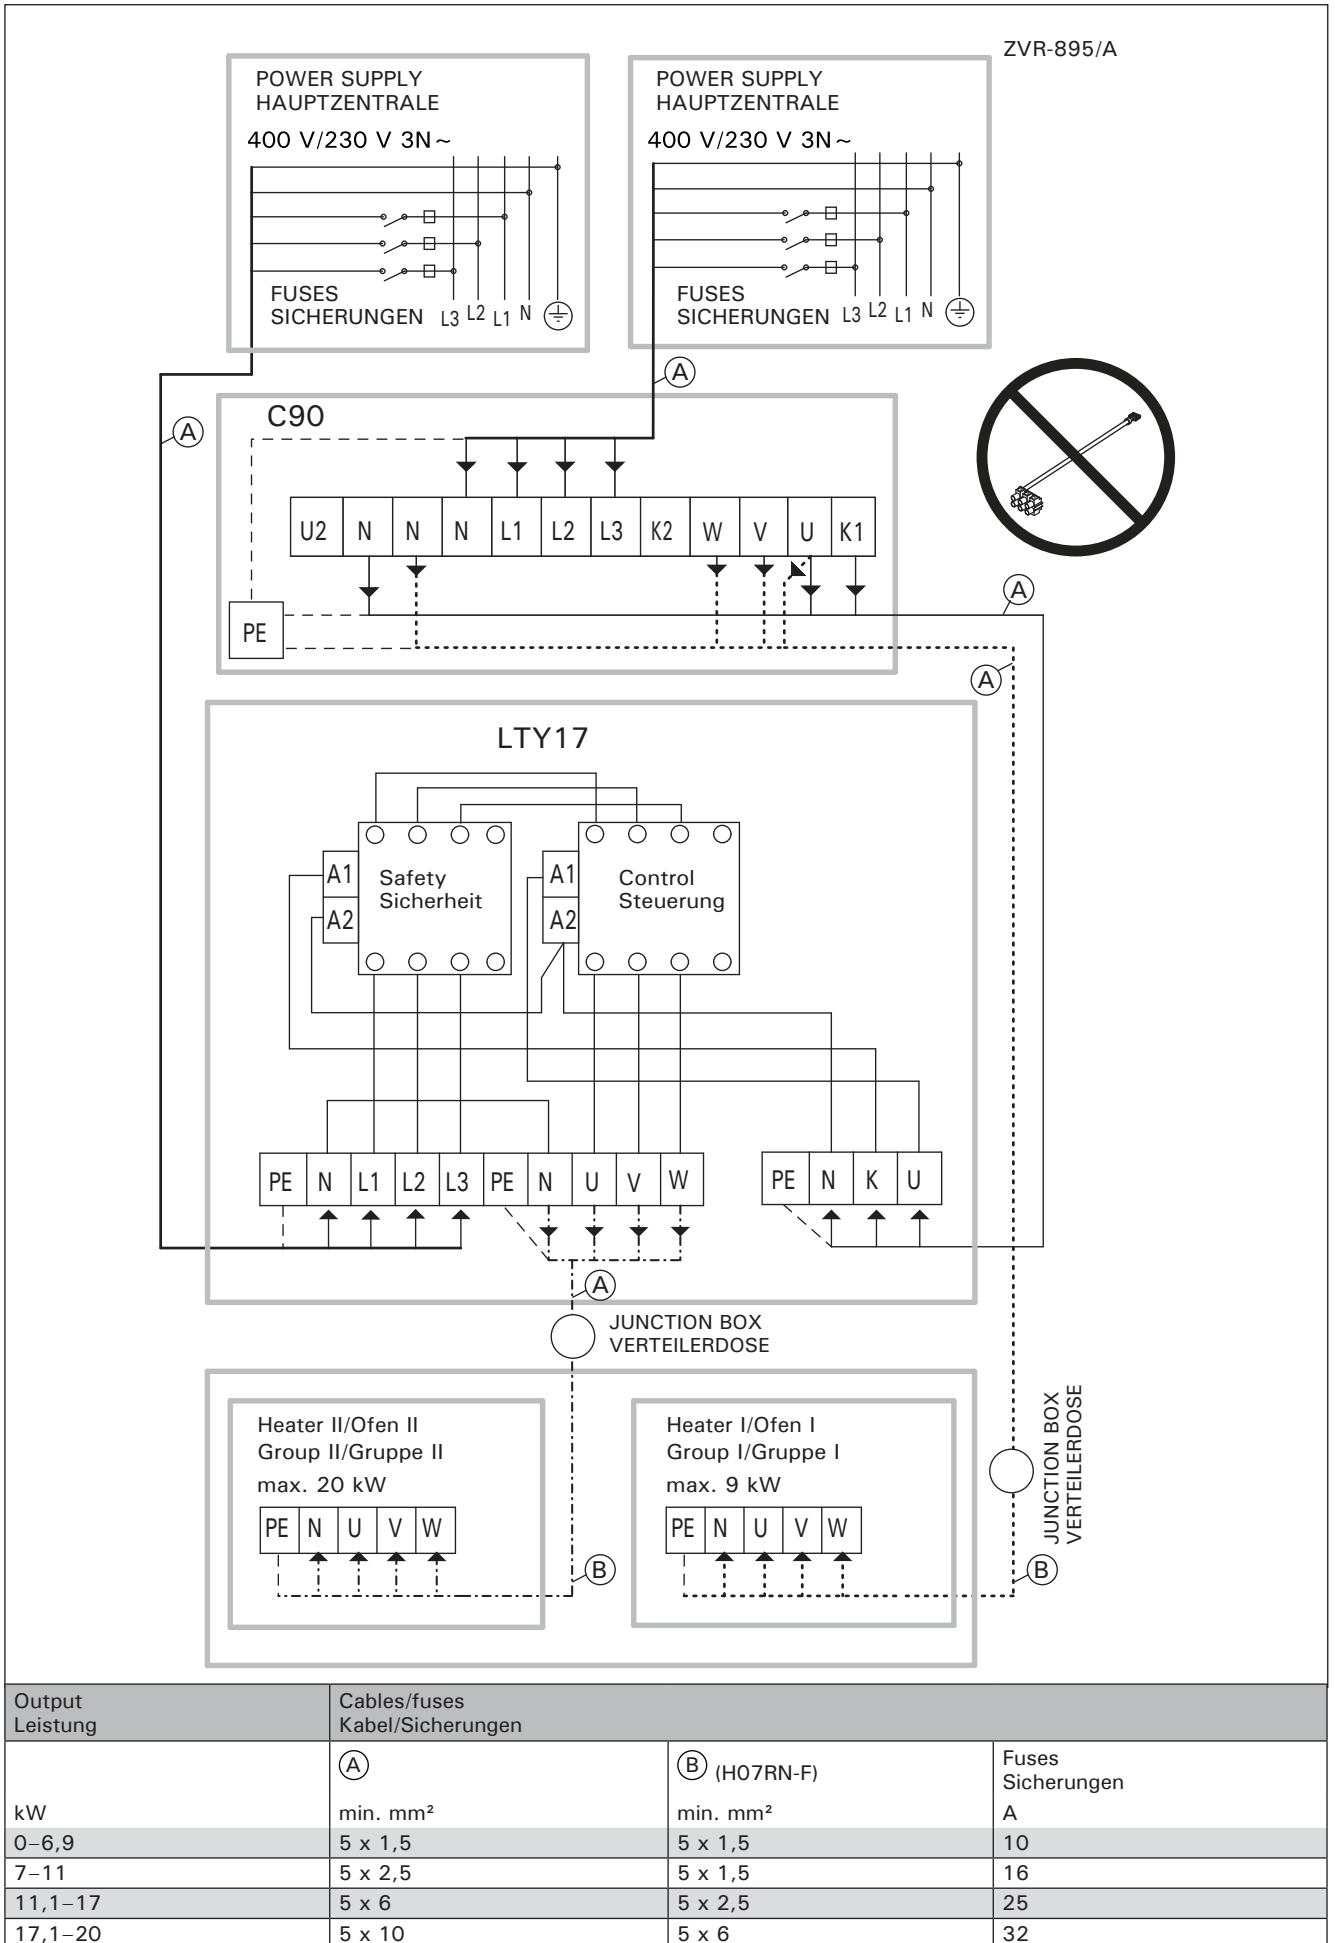 ZVR-895/A
POWER SUPPLY
HAUPTZENTRALE
400 V/230 V 3N~
FUSES
SICHERUNGEN
L3 L2 L1 N
POWER SUPPLY
HAUPTZENTRALE
400 V/230 V 3N~
FUSES
SICHERUNGEN
L3 L2 L1 N
A
A
C90
U2 N N N L1 L2 L3 K2 W V U K1
PE
A
A
LTY17
A1
A2
Safety
Sicherheit
A1
A2
Control
Steuerung
PE N L1 L2 L3 PE N U V W
PE N K U
A
JUNCTION BOX
VERTEILERDOSE
Heater II/Ofen II
Group II/Gruppe II
max. 20 kW
PE N U V W
B
Heater I/Ofen I
Group I/Gruppe I
max. 9 kW
PE N U V W
JUNCTION BOX
VERTEILERDOSE
B
Output
Leistung
Cables/fuses
Kabel/Sicherungen
A
B (H07RN-F)
Fuses
Sicherungen
kW min. mm² min. mm² A
0–6,9 5 x 1,5 5 x 1,5 10
7–11 5 x 2,5 5 x 1,5 16
11,1–17 5 x 6 5 x 2,5 25
17,1–20 5 x 10 5 x 6 32